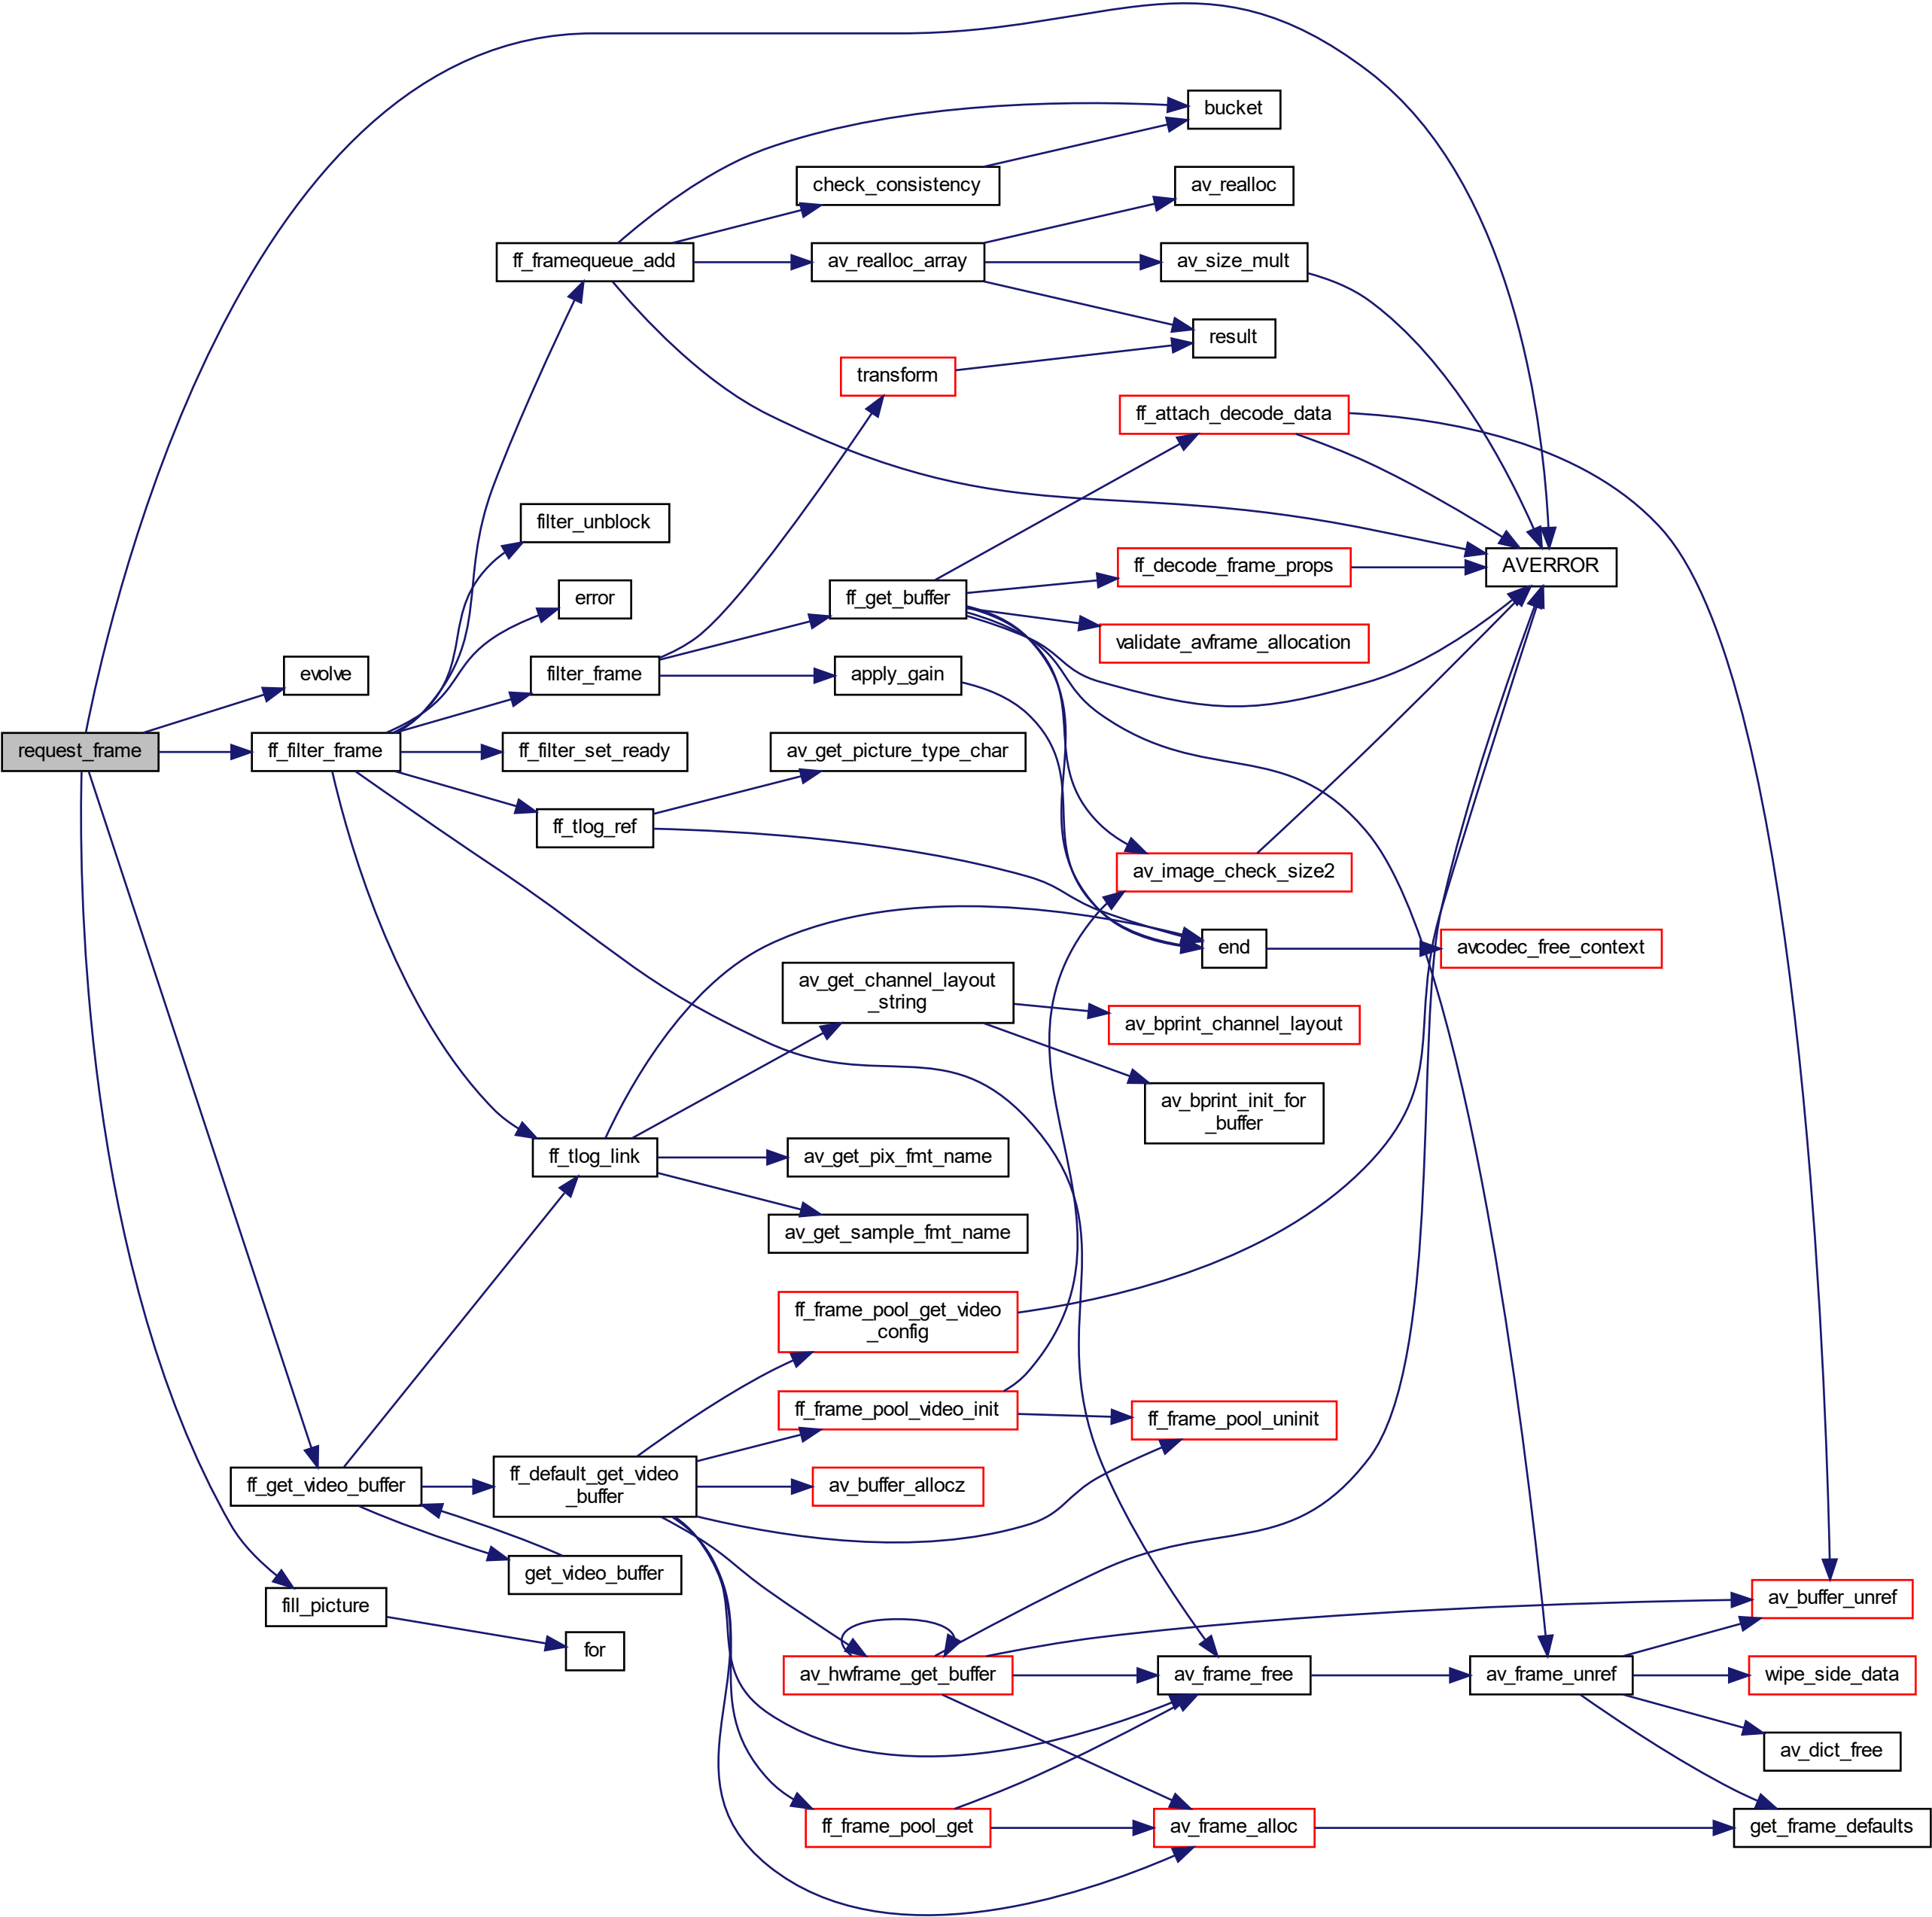 bucket
check_consistency
av_realloc
ff_framequeue_add
av_realloc_array
av_size_mult
result
transform
ff_attach_decode_data
filter_unblock
AVERROR
ff_decode_frame_props
error
ff_get_buffer
validate_avframe_allocation
evolve
filter_frame
apply_gain
request_frame
ff_filter_frame
ff_filter_set_ready
av_get_picture_type_char
ff_tlog_ref
av_image_check_size2
end
avcodec_free_context
av_get_channel_layout
_string
av_bprint_channel_layout
av_bprint_init_for
_buffer
ff_tlog_link
av_get_pix_fmt_name
av_get_sample_fmt_name
ff_frame_pool_get_video
_config
ff_frame_pool_video_init
ff_frame_pool_uninit
ff_get_video_buffer
ff_default_get_video
_buffer
av_buffer_allocz
get_video_buffer
fill_picture
av_buffer_unref
for
av_hwframe_get_buffer
av_frame_free
av_frame_unref
wipe_side_data
av_dict_free
ff_frame_pool_get
av_frame_alloc
get_frame_defaults